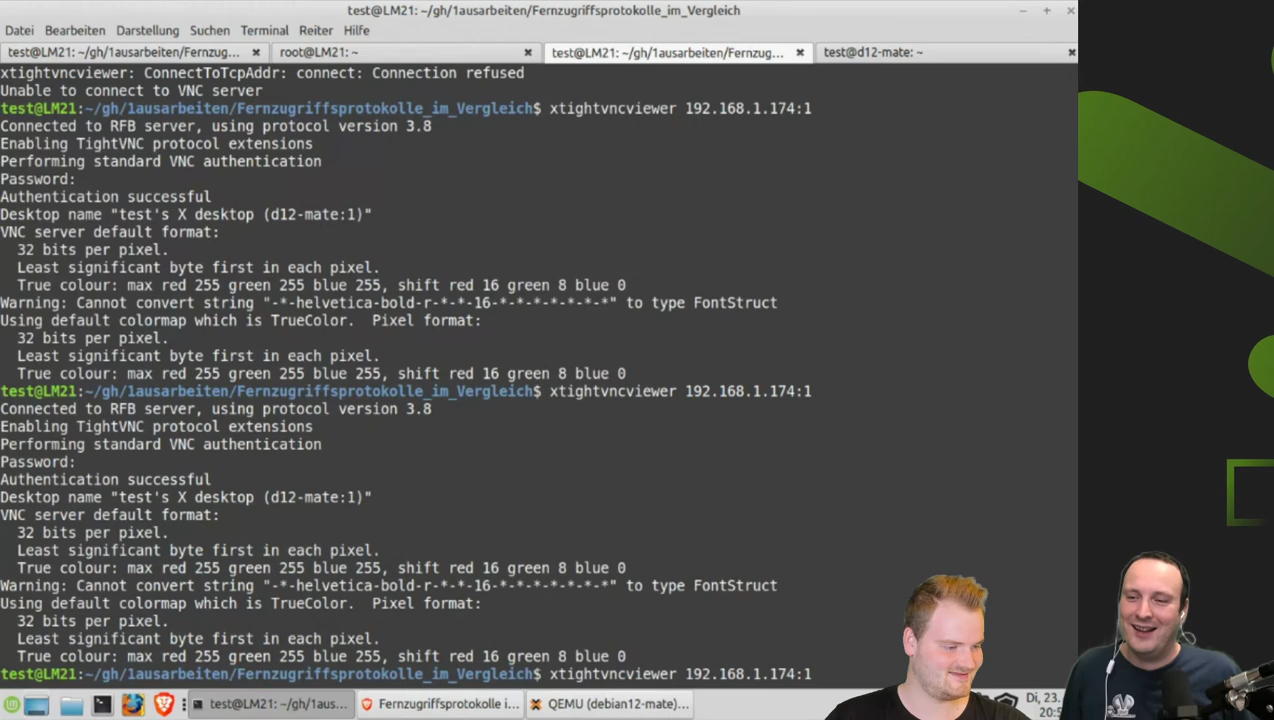 test@LM21: ~/gh/1ausarbeiten/Fernzugriffsprotokolle_im_Vergleich
Datei Bearbeiten Darstellung Suchen Terminal Reiter Hilfe
test@LM21: ~/gh/1ausarbeiten/Fernzug... root@LM21: ~ test@LM21: ~/gh/1ausarbeiten/Fernzug... test@d12-mate: ~
xtightvncviewer: ConnectToTcpAddr: connect: Connection refused
Unable to connect to VNC server
test@LM21:~/gh/1ausarbeiten/Fernzugriffsprotokolle_im_Vergleich$ xtightvncviewer 192.168.1.174:1
Connected to RFB server, using protocol version 3.8
Enabling TightVNC protocol extensions
Performing standard VNC authentication
Password:
Authentication successful
Desktop name "test's X desktop (d12-mate:1)"
VNC server default format:
  32 bits per pixel.
  Least significant byte first in each pixel.
  True colour: max red 255 green 255 blue 255, shift red 16 green 8 blue 0
Warning: Cannot convert string "-*-helvetica-bold-r-*-*-16-*-*-*-*-*-*-*" to type FontStruct
Using default colormap which is TrueColor.  Pixel format:
  32 bits per pixel.
  Least significant byte first in each pixel.
  True colour: max red 255 green 255 blue 255, shift red 16 green 8 blue 0
test@LM21:~/gh/1ausarbeiten/Fernzugriffsprotokolle_im_Vergleich$ xtightvncviewer 192.168.1.174:1
Connected to RFB server, using protocol version 3.8
Enabling TightVNC protocol extensions
Performing standard VNC authentication
Password:
Authentication successful
Desktop name "test's X desktop (d12-mate:1)"
VNC server default format:
  32 bits per pixel.
  Least significant byte first in each pixel.
  True colour: max red 255 green 255 blue 255, shift red 16 green 8 blue 0
Warning: Cannot convert string "-*-helvetica-bold-r-*-*-16-*-*-*-*-*-*-*" to type FontStruct
Using default colormap which is TrueColor.  Pixel format:
  32 bits per pixel.
  Least significant byte first in each pixel.
  True colour: max red 255 green 255 blue 255, shift red 16 green 8 blue 0
test@LM21:~/gh/1ausarbeiten/Fernzugriffsprotokolle_im_Vergleich$ xtightvncviewer 192.168.1.174:1
test@LM21: ~/gh/1aus... Fernzugriffsprotokolle i... QEMU (debian12-mate)... Di, 23.